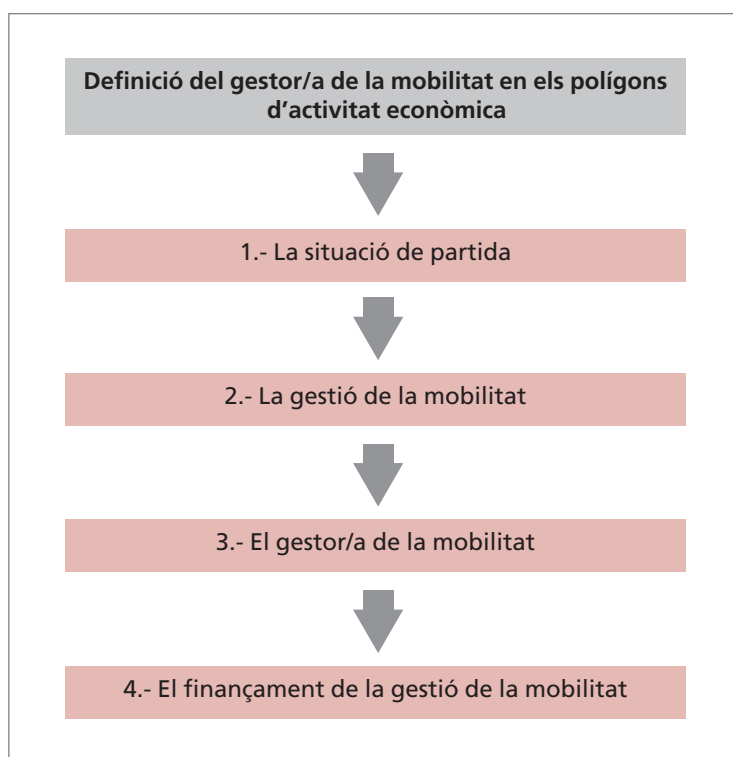 Definició del gestor/a de la mobilitat en els polígons
d’activitat econòmica
1.- La situació de partida
2.- La gestió de la mobilitat
3.- El gestor/a de la mobilitat
4.- El finançament de la gestió de la mobilitat